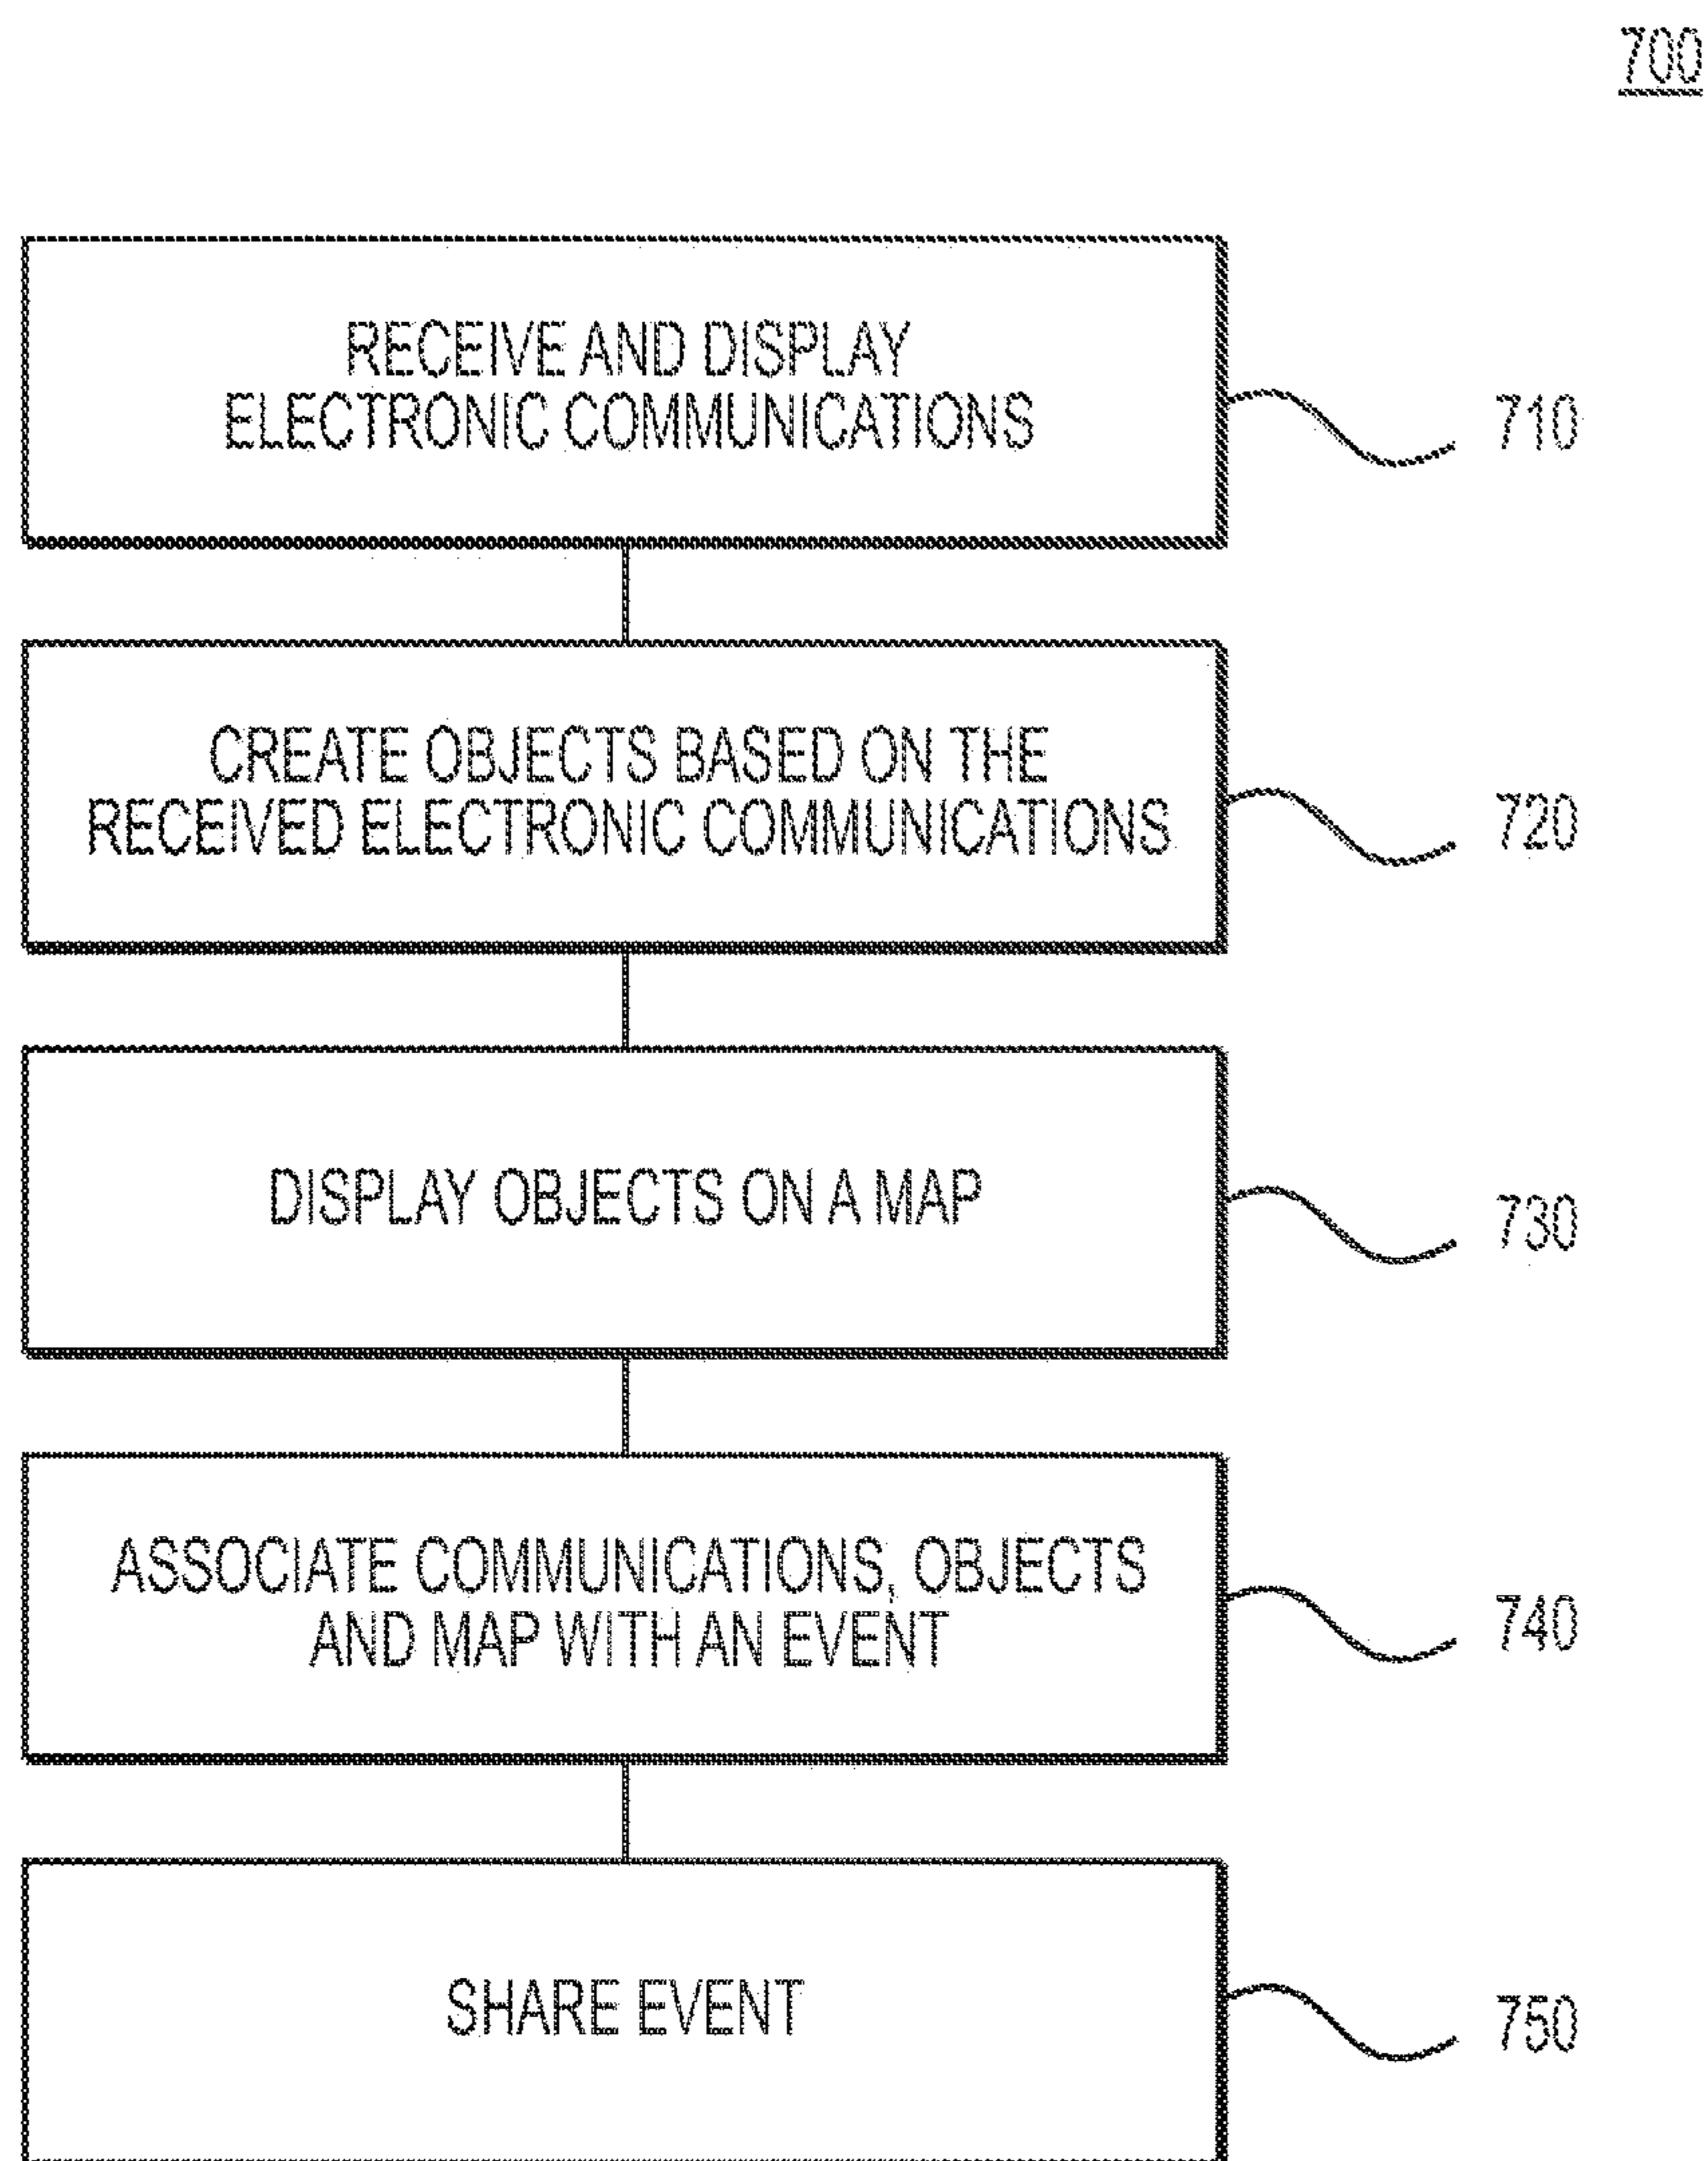 700
RECEIVE AND DISPLAY
ELECTRONIC COMMUNICATIONS
710
CREATE OBJECTS BASED ON THE
RECEIVED ELECTRONIC COMMUNICATIONS
720
DISPLAY OBJECTS ON A MAP
730
ASSOCIATE COMMUNICATIONS, OBJECTS
AND MAP WITH AN EVENT
740
SHARE EVENT
750